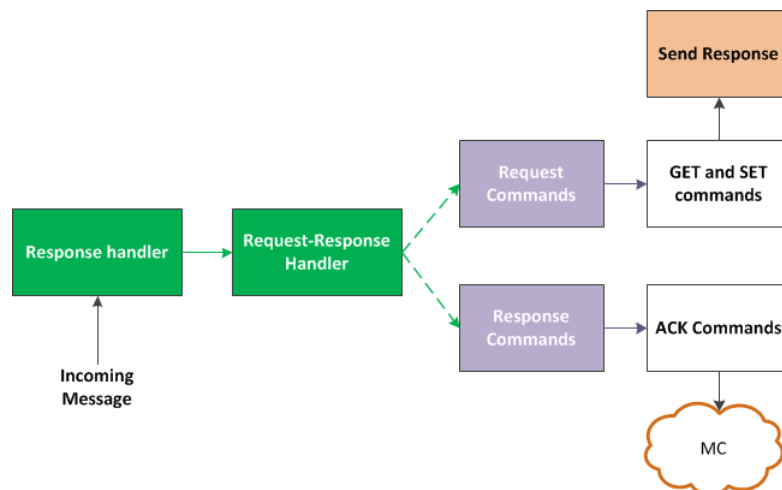 Send Response
Request
Commands
GET and SET
commands
Response handler
Request-Response
Handler
Response
Commands
ACK Commands
Incoming
Message
MC